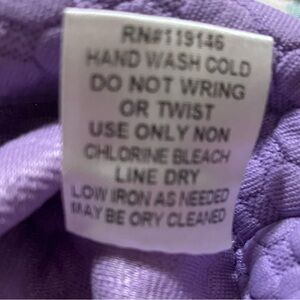 RN#119146
HAND WASH COLD
DO NOT WRING
OR TWIST
USE ONLY NON
CHLORINE BLEACH
LINE DRY
LOW IRON AS NEEDED
MAY BE DRY CLEANED